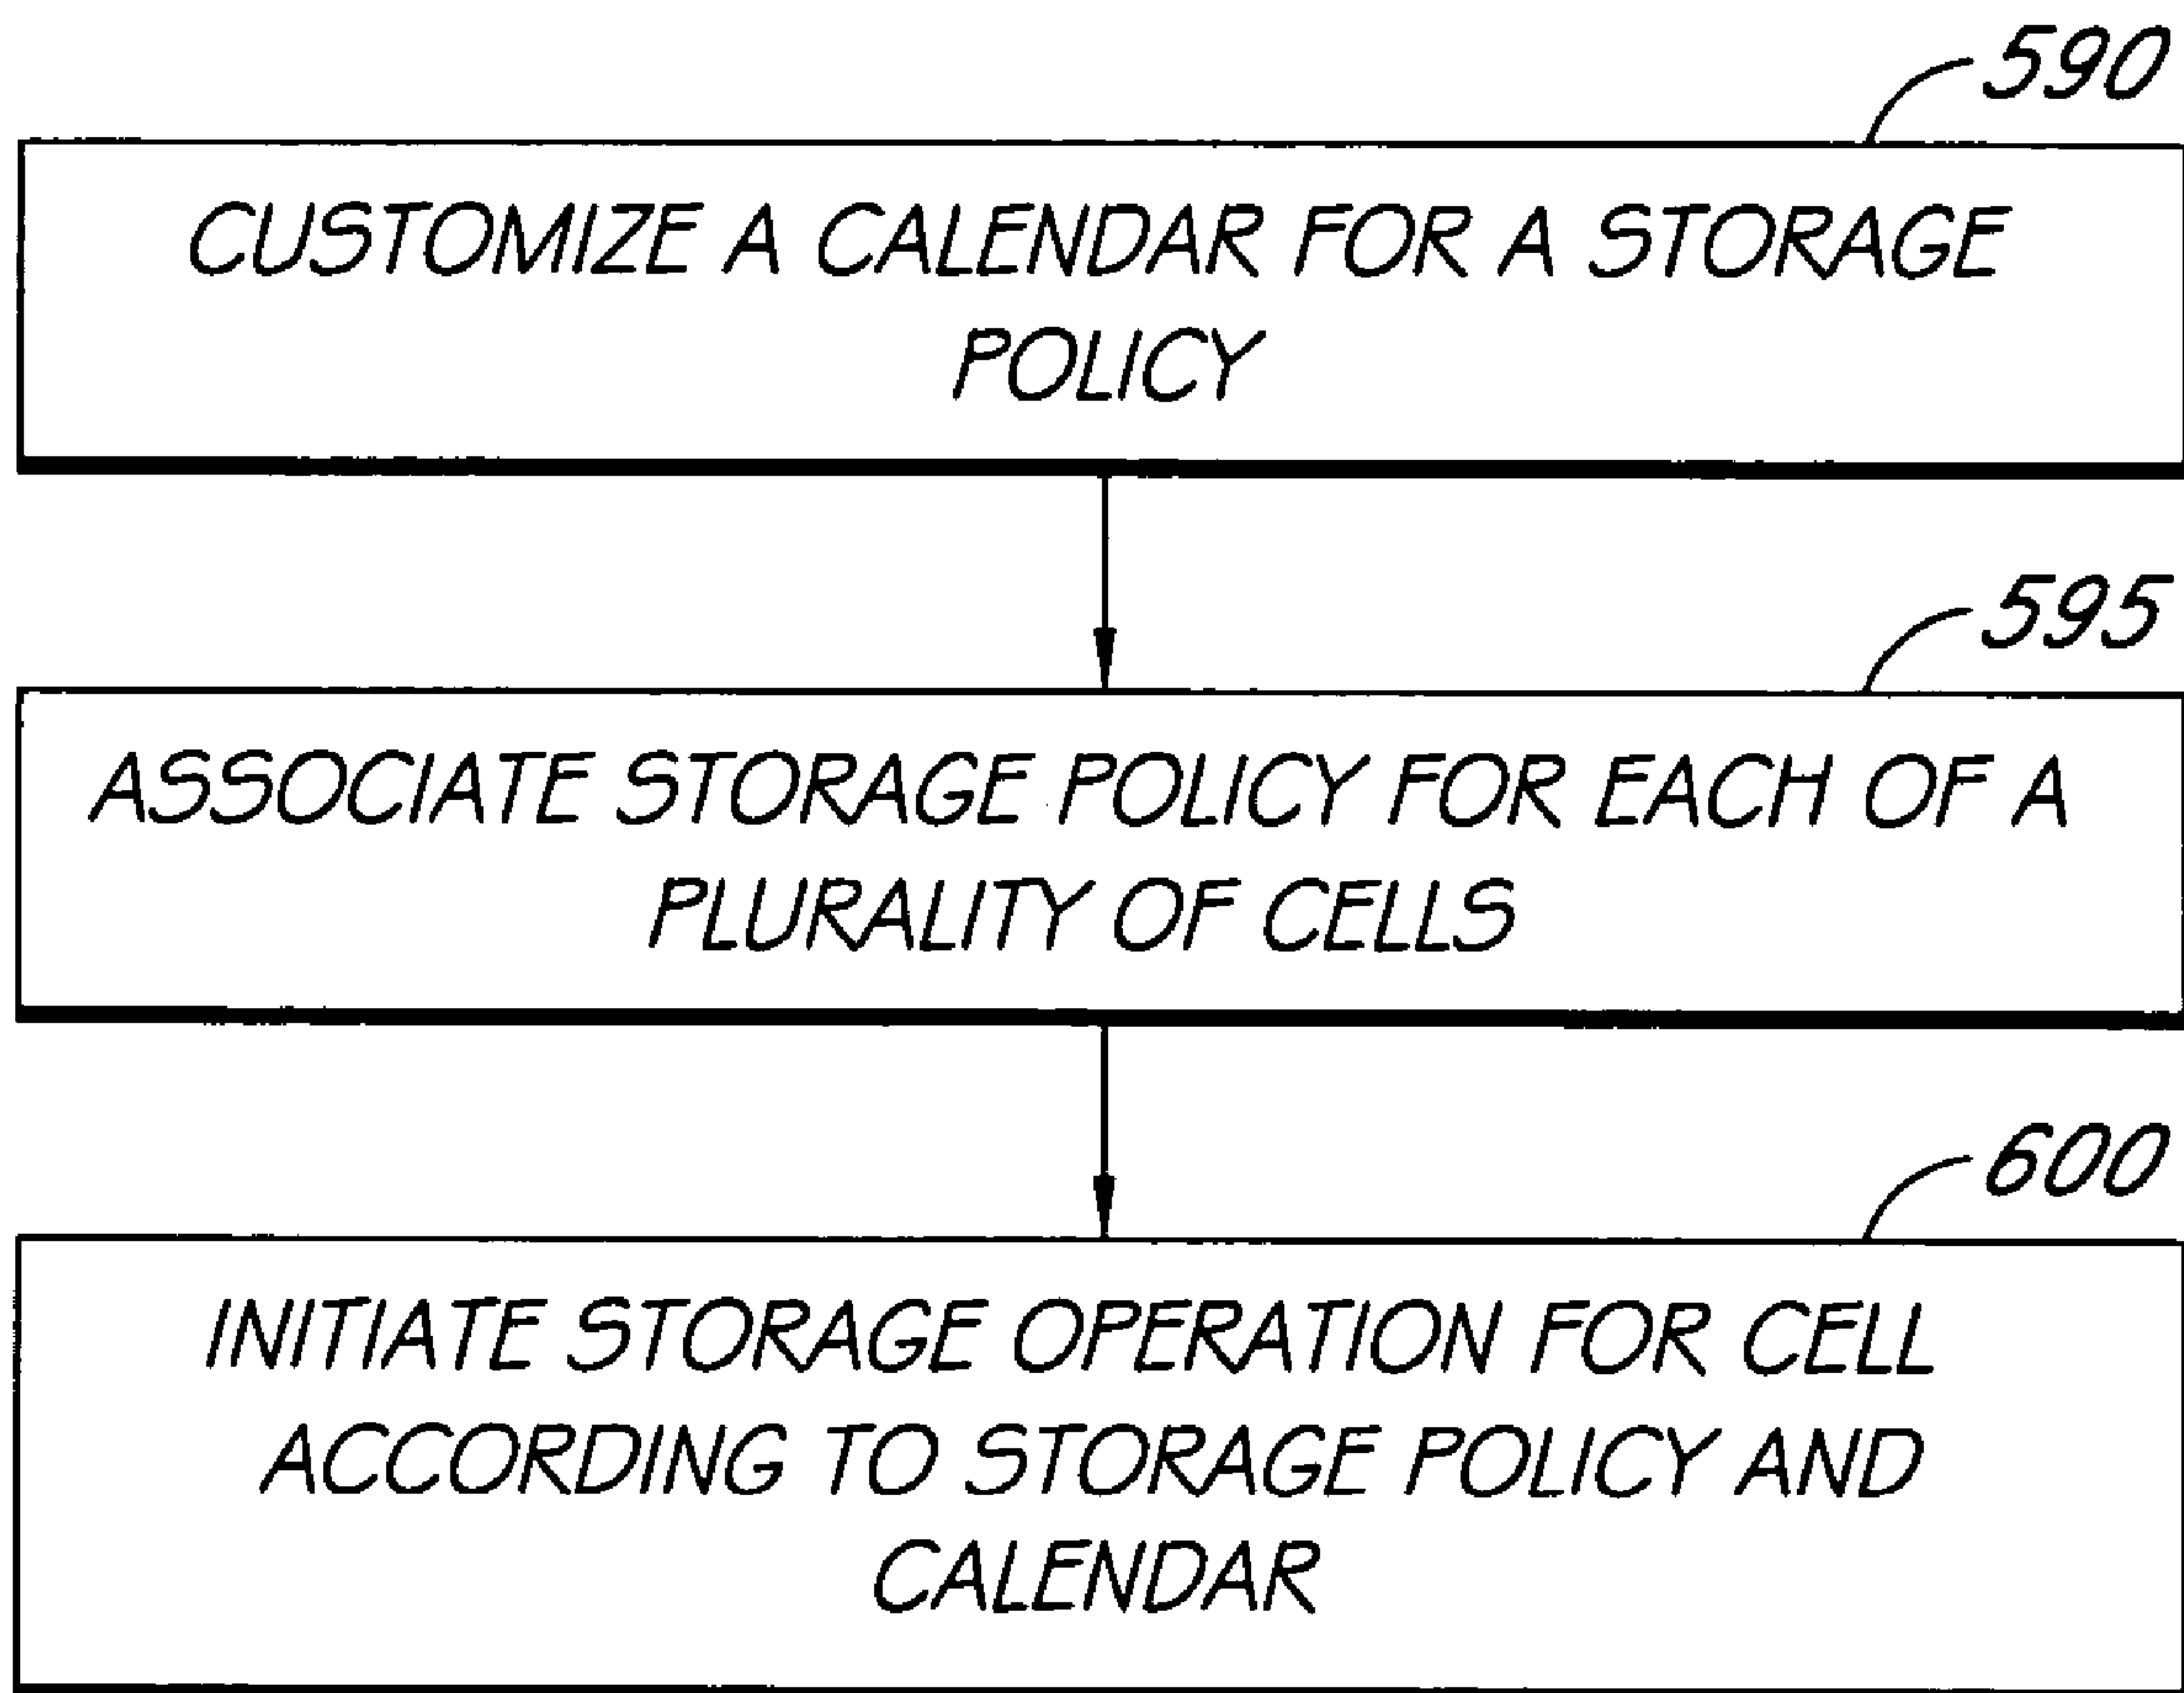 590
CUSTOMIZE A CALENDAR FOR A STORAGE
POLICY
595
ASSOCIATE STORAGE POLICY FOR EACH OF A
PLURALITY OF CELLS
600
INITIATE STORAGE OPERATION FOR CELL
ACCORDING TO STORAGE POLICY AND
CALENDAR